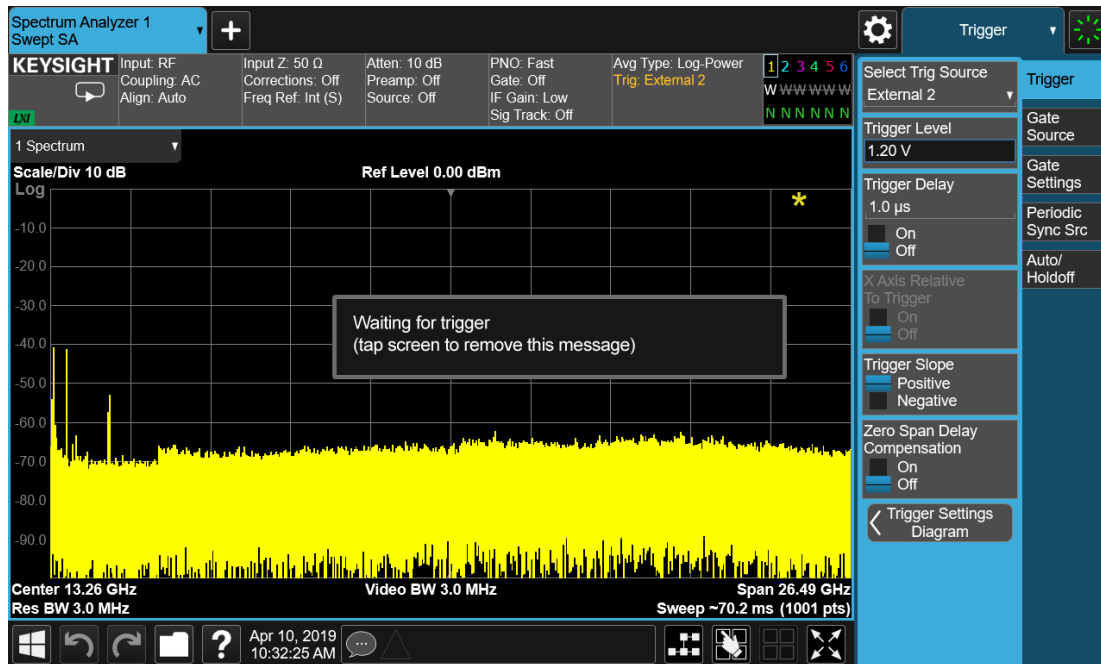 Spectrum Analyzer 1
Swept SA
+
Trigger
KEYSIGHT
LXI
Input: RF
Coupling: AC
Align: Auto
Input Z: 50 Ω
Corrections: Off
Freq Ref: Int (S)
Atten: 10 dB
Preamp: Off
Source: Off
PNO: Fast
Gate: Off
IF Gain: Low
Sig Track: Off
Avg Type: Log-Power
Trig: External 2
1 2 3 4 5 6
W W W W W W
N N N N N N
1 Spectrum
Scale/Div 10 dB
Ref Level 0.00 dBm
Log
-10.0
-20.0
-30.0
-40.0
-50.0
-60.0
-70.0
-80.0
-90.0
*
Waiting for trigger
(tap screen to remove this message)
Center 13.26 GHz
Video BW 3.0 MHz
Span 26.49 GHz
Res BW 3.0 MHz
Sweep ~70.2 ms (1001 pts)
?
Apr 10, 2019
10:32:25 AM
Select Trig Source
External 2
Trigger Level
1.20 V
Trigger Delay
1.0 µs
On
Off
X Axis Relative
To Trigger
On
Off
Trigger Slope
Positive
Negative
Zero Span Delay
Compensation
On
Off
Trigger Settings
Diagram
Trigger
Gate
Source
Gate
Settings
Periodic
Sync Src
Auto/
Holdoff